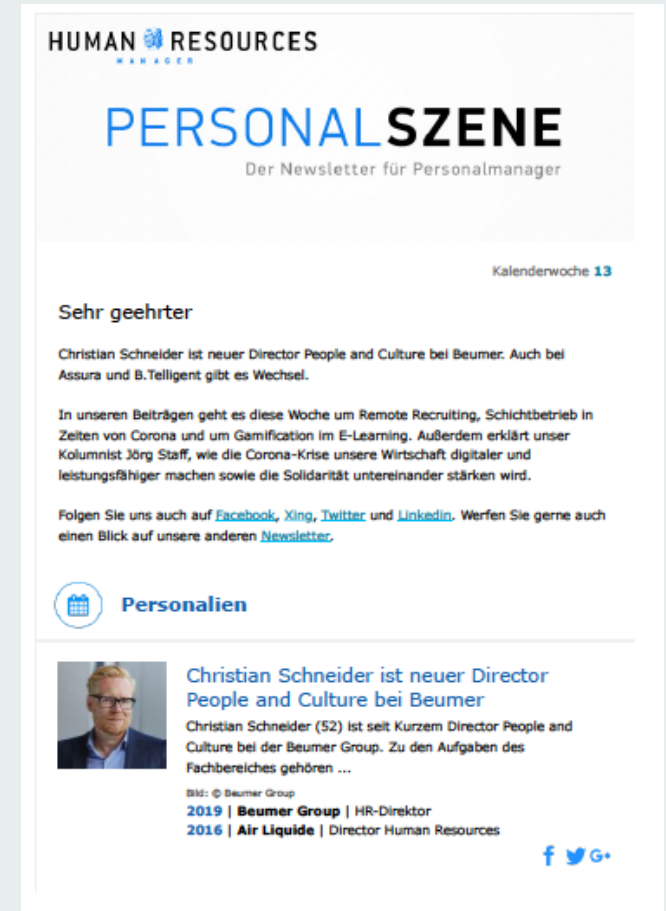 HUMAN RESOURCES
MANAGER
PERSONALSZENE
Der Newsletter für Personalmanager
Kalenderwoche 13
Sehr geehrter
Christian Schneider ist neuer Director People and Culture bei Beumer. Auch bei
Assura und B.Telligent gibt es Wechsel.
In unseren Beiträgen geht es diese Woche um Remote Recruiting, Schichtbetrieb in
Zeiten von Corona und um Gamification im E-Learning. Außerdem erklärt unser
Kolumnist Jörg Staff, wie die Corona-Krise unsere Wirtschaft digitaler und
leistungsfähiger machen sowie die Solidarität untereinander stärken wird.
Folgen Sie uns auch auf Facebook, Xing, Twitter und Linkedin. Werfen Sie gerne auch
einen Blick auf unsere anderen Newsletter.
Personalien
Christian Schneider ist neuer Director
People and Culture bei Beumer
Christian Schneider (52) ist seit Kurzem Director People and
Culture bei der Beumer Group. Zu den Aufgaben des
Fachbereiches gehören ...
Bild: © Beumer Group
2019 | Beumer Group | HR-Direktor
2016 | Air Liquide | Director Human Resources
f G+